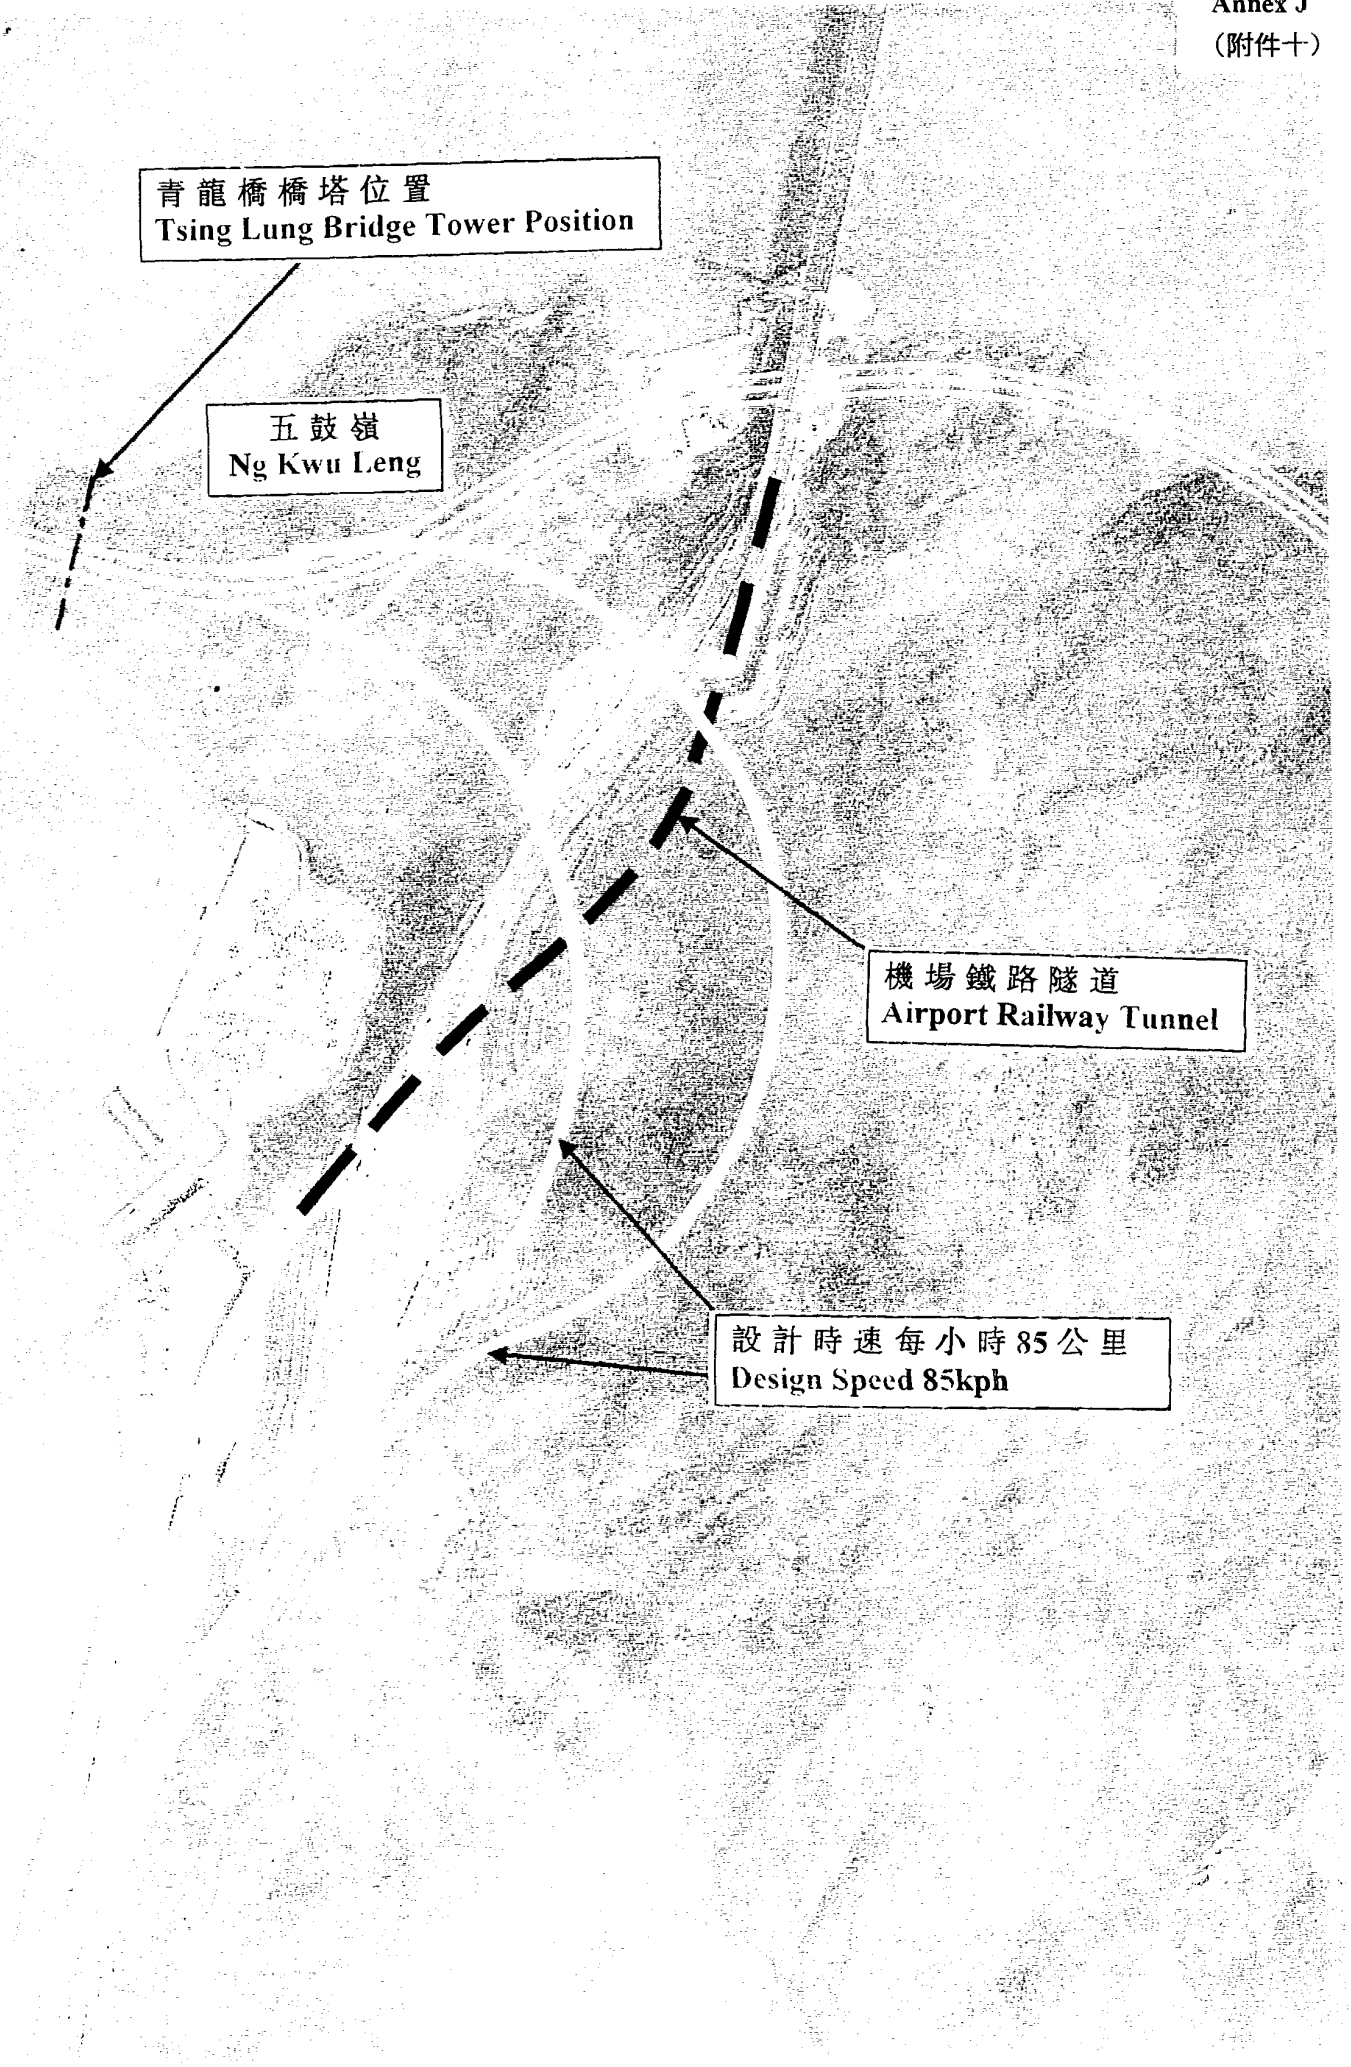 Annex J
（附件十）
青龍橋橋塔位置
Tsing Lung Bridge Tower Position
五鼓嶺
Ng Kwu Leng
機場鐵路隧道
Airport Railway Tunnel
設計時速每小時85公里
Design Speed 85kph